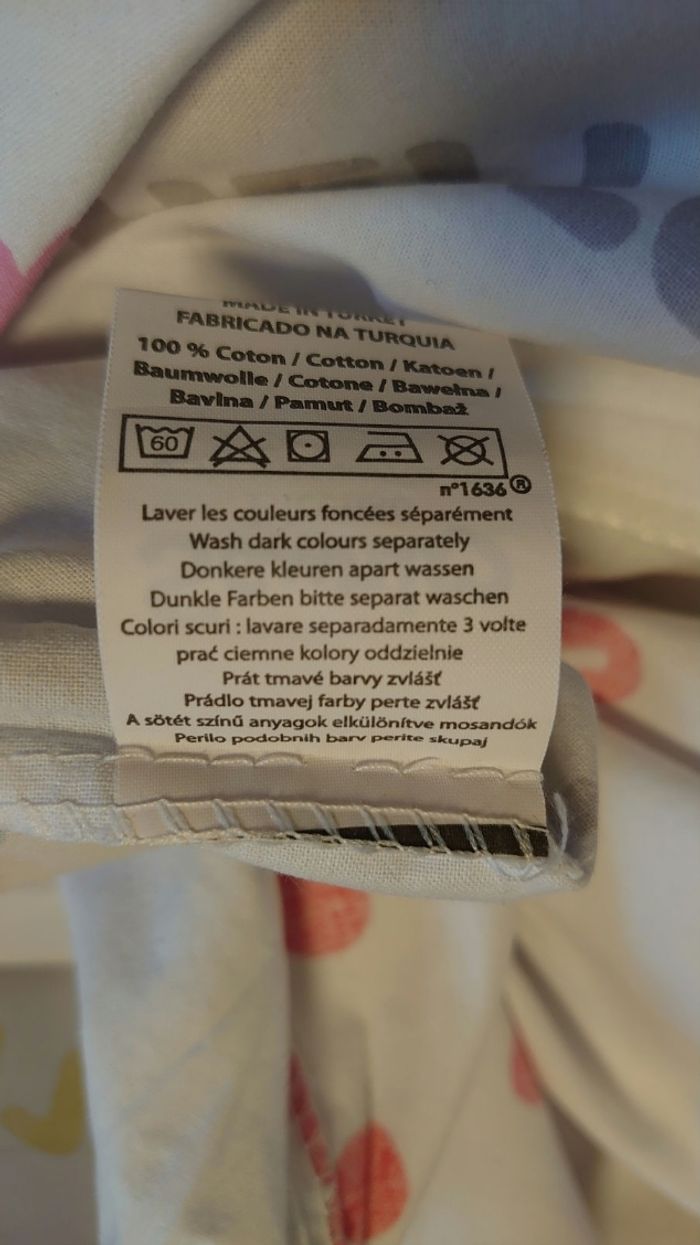 MADE IN TURKEY
FABRICADO NA TURQUIA
100 % Coton / Cotton / Katoen /
Baumwolle / Cotone / Bawełna /
Bavlna / Pamut / Bombaž
60
n°1636®
Laver les couleurs foncées séparément
Wash dark colours separately
Donkere kleuren apart wassen
Dunkle Farben bitte separat waschen
Colori scuri : lavare separadamente 3 volte
prać ciemne kolory oddzielnie
Prát tmavé barvy zvlášť
Prádlo tmavej farby perte zvlášť
A sötét színű anyagok elkülönítve mosandók
Perilo podobnih barv perite skupaj